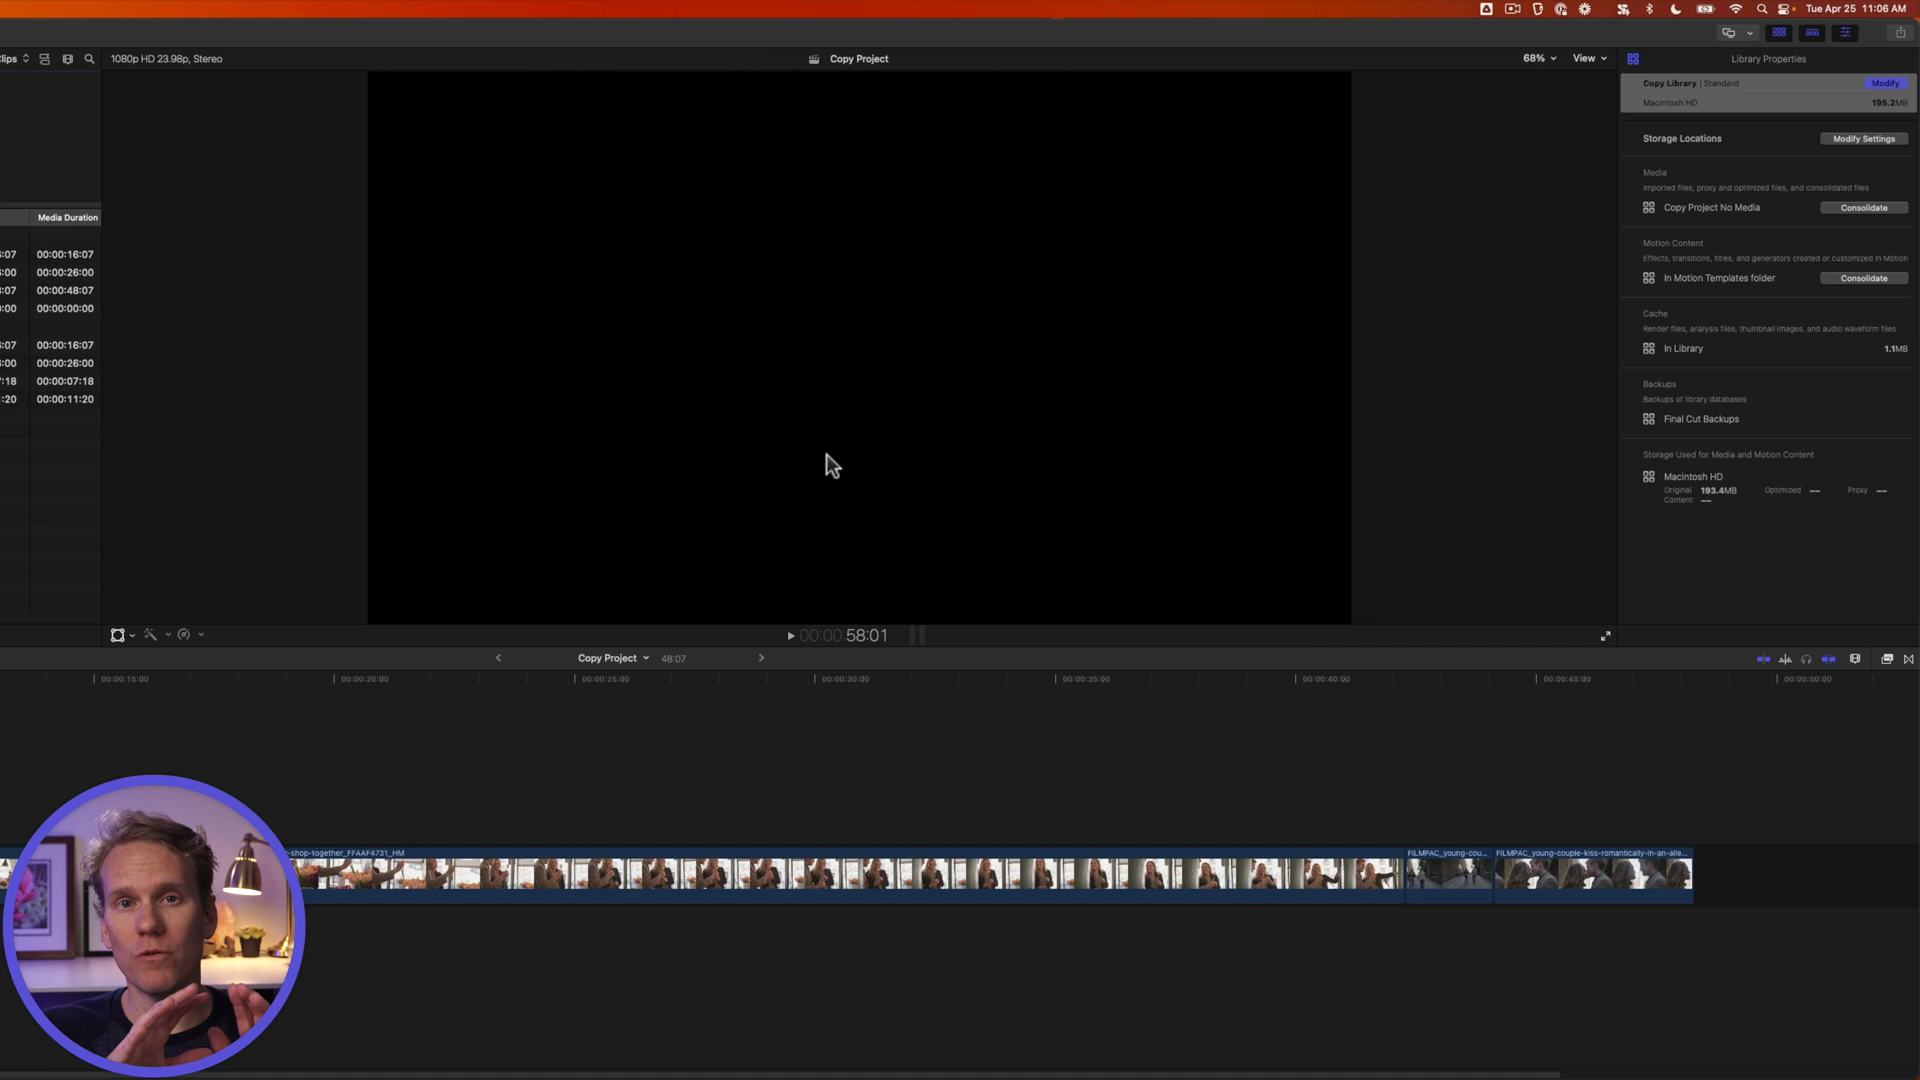 Tue Apr 25 11:06 AM
lips
1080p HD 23.98p, Stereo
Copy Project
68%
View
Library Properties
Copy Library | Standard
Modify
Macintosh HD
195.2MB
Storage Locations
Modify Settings
Media
Imported files, proxy and optimized files, and consolidated files
Copy Project No Media
Consolidate
Motion Content
Effects, transitions, titles, and generators created or customized in Motion
In Motion Templates folder
Consolidate
Cache
Render files, analysis files, thumbnail images, and audio waveform files
In Library
1.1MB
Backups
Backups of library databases
Final Cut Backups
Storage Used for Media and Motion Content
Macintosh HD
Original 193.4MB Optimized -- Proxy --
Content --
Media Duration
:07 00:00:16:07
:00 00:00:26:00
:07 00:00:48:07
:00 00:00:00:00
:07 00:00:16:07
:00 00:00:26:00
:18 00:00:07:18
:20 00:00:11:20
00:00:58:01
Copy Project
48:07
00:00:15:00
00:00:20:00
00:00:25:00
00:00:30:00
00:00:35:00
00:00:40:00
00:00:45:00
00:00:50:00
-shop-together_FFAAF4731_HM
FILMPAC_young-cou...
FILMPAC_young-couple-kiss-romantically-in-an-alle...